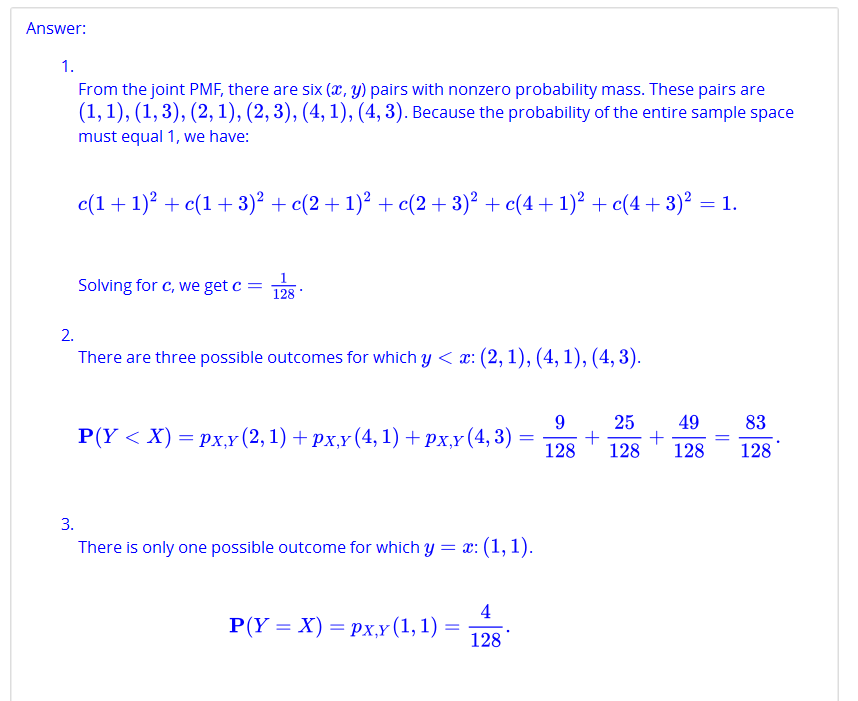 Answer:
1.
From the joint PMF, there are six (x, y) pairs with nonzero probability mass. These pairs are
(1, 1), (1, 3), (2, 1), (2, 3), (4, 1), (4, 3). Because the probability of the entire sample space
must equal 1, we have:
c(1 + 1)² + c(1 + 3)² + c(2 + 1)² + c(2 + 3)² + c(4 + 1)² + c(4 + 3)² = 1.
Solving for c, we get c = 1/128.
2.
There are three possible outcomes for which y < x: (2, 1), (4, 1), (4, 3).
P(Y < X) = p_{X,Y}(2, 1) + p_{X,Y}(4, 1) + p_{X,Y}(4, 3) = 9/128 + 25/128 + 49/128 = 83/128.
3.
There is only one possible outcome for which y = x: (1, 1).
P(Y = X) = p_{X,Y}(1, 1) = 4/128.